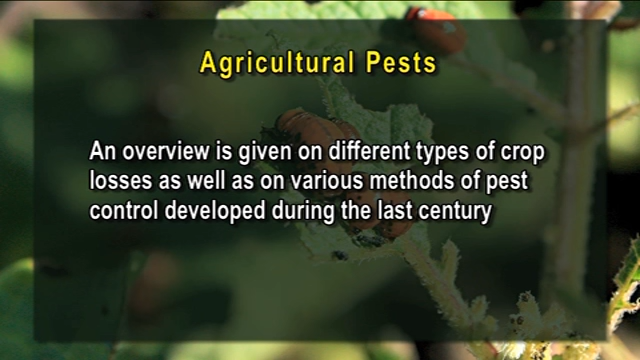 Agricultural Pests
An overview is given on different types of crop
losses as well as on various methods of pest
control developed during the last century